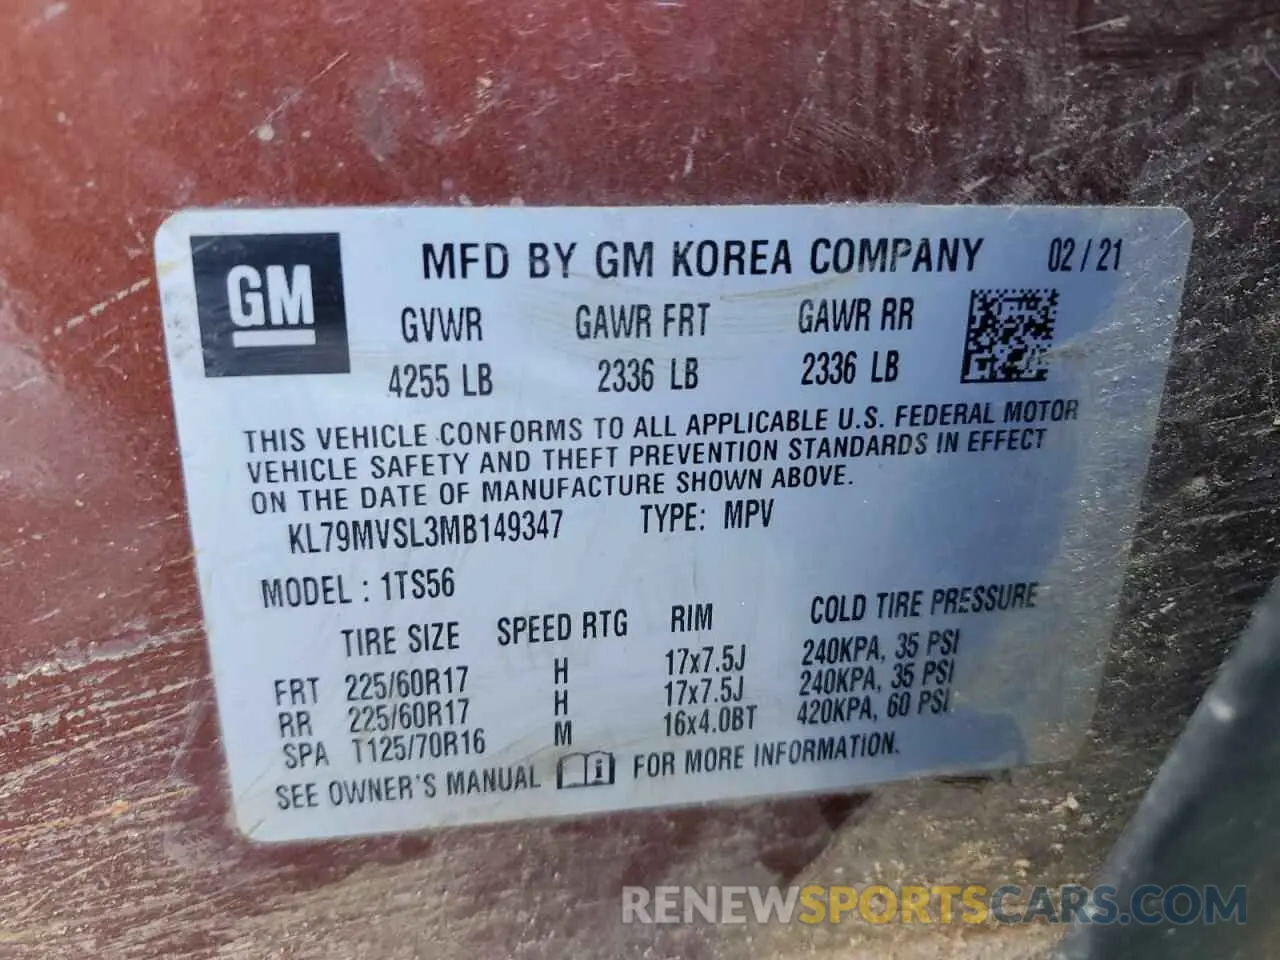 GM
MFD BY GM KOREA COMPANY 02/21
GVWR GAWR FRT GAWR RR
4255 LB 2336 LB 2336 LB
THIS VEHICLE CONFORMS TO ALL APPLICABLE U.S. FEDERAL MOTOR
VEHICLE SAFETY AND THEFT PREVENTION STANDARDS IN EFFECT
ON THE DATE OF MANUFACTURE SHOWN ABOVE.
KL79MVSL3MB149347 TYPE: MPV
MODEL : 1TS56
TIRE SIZE SPEED RTG RIM COLD TIRE PRESSURE
FRT 225/60R17 H 17x7.5J 240KPA, 35 PSI
RR 225/60R17 H 17x7.5J 240KPA, 35 PSI
SPA T125/70R16 M 16x4.0BT 420KPA, 60 PSI
SEE OWNER'S MANUAL FOR MORE INFORMATION.
RENEWSPORTSCARS.COM